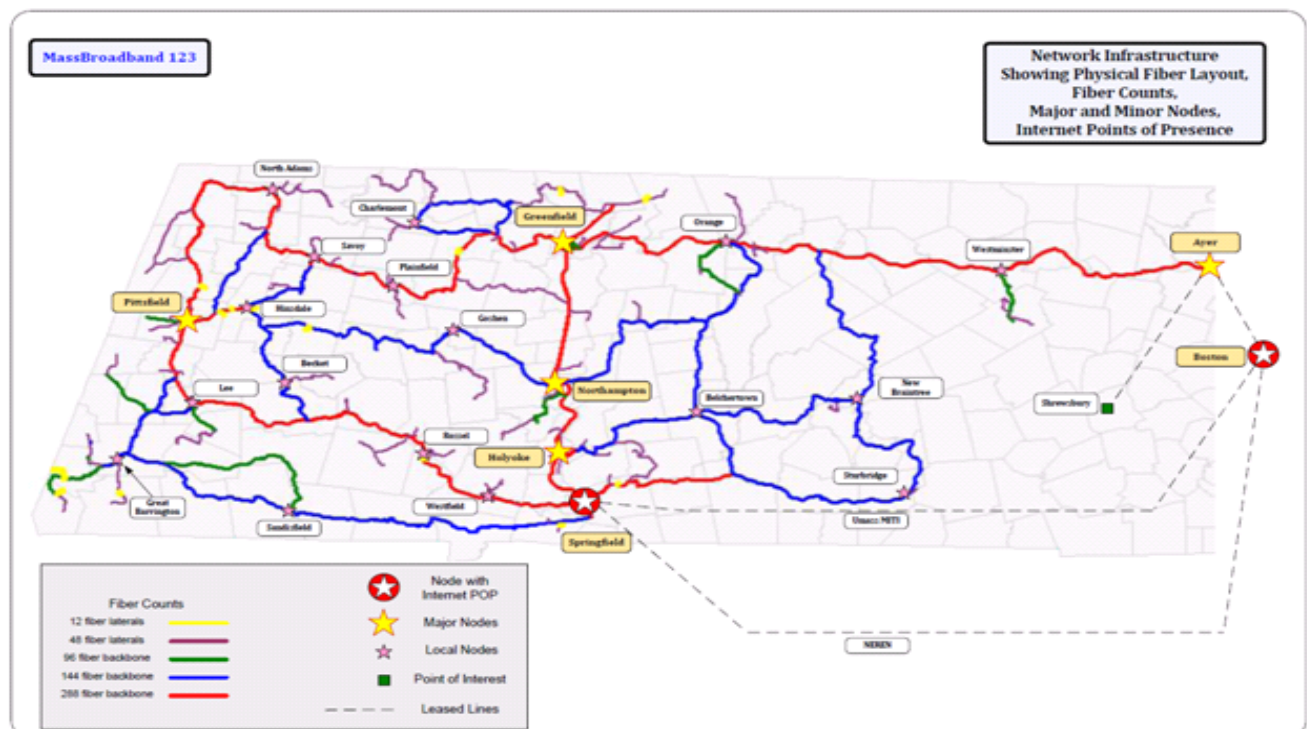 MassBroadband 123
Network Infrastructure
Showing Physical Fiber Layout,
Fiber Counts,
Major and Minor Nodes,
Internet Points of Presence
North Adams
Charlemont
Greenfield
Orange
Savoy
Westminster
Ayer
Plainfield
Pittsfield
Hinsdale
Goshen
Boston
Becket
Lee
Northampton
New
Braintree
Belchertown
Shrewsbury
Russel
Holyoke
Sturbridge
Great
Barrington
Westfield
Sandisfield
Umass MITI
Springfield
NEREN
Fiber Counts
12 fiber laterals
48 fiber laterals
96 fiber backbone
144 fiber backbone
288 fiber backbone
Node with
Internet POP
Major Nodes
Local Nodes
Point of Interest
Leased Lines